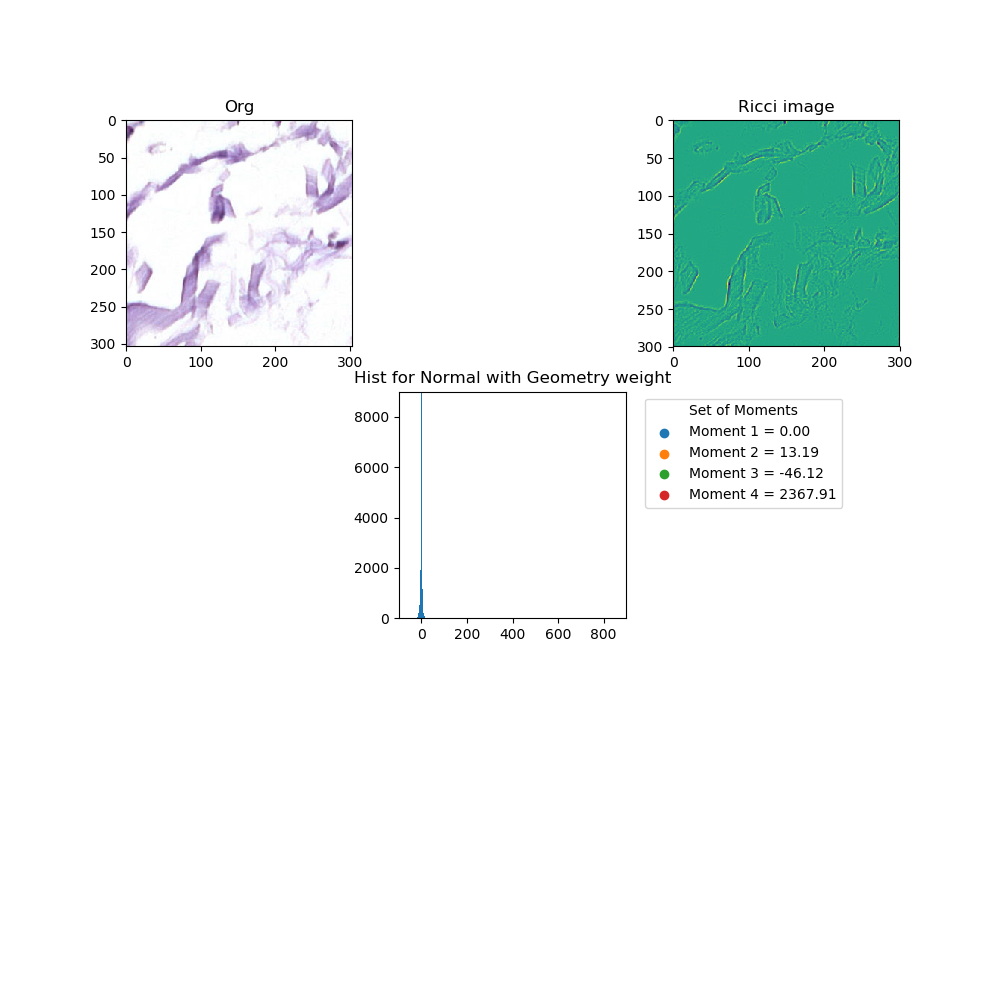 Org
0
50
100
150
200
250
300
0 100 200 300
Ricci image
0
50
100
150
200
250
300
0 100 200 300
Hist for Normal with Geometry weight
8000
6000
4000
2000
0
0 200 400 600 800
Set of Moments
Moment 1 = 0.00
Moment 2 = 13.19
Moment 3 = -46.12
Moment 4 = 2367.91